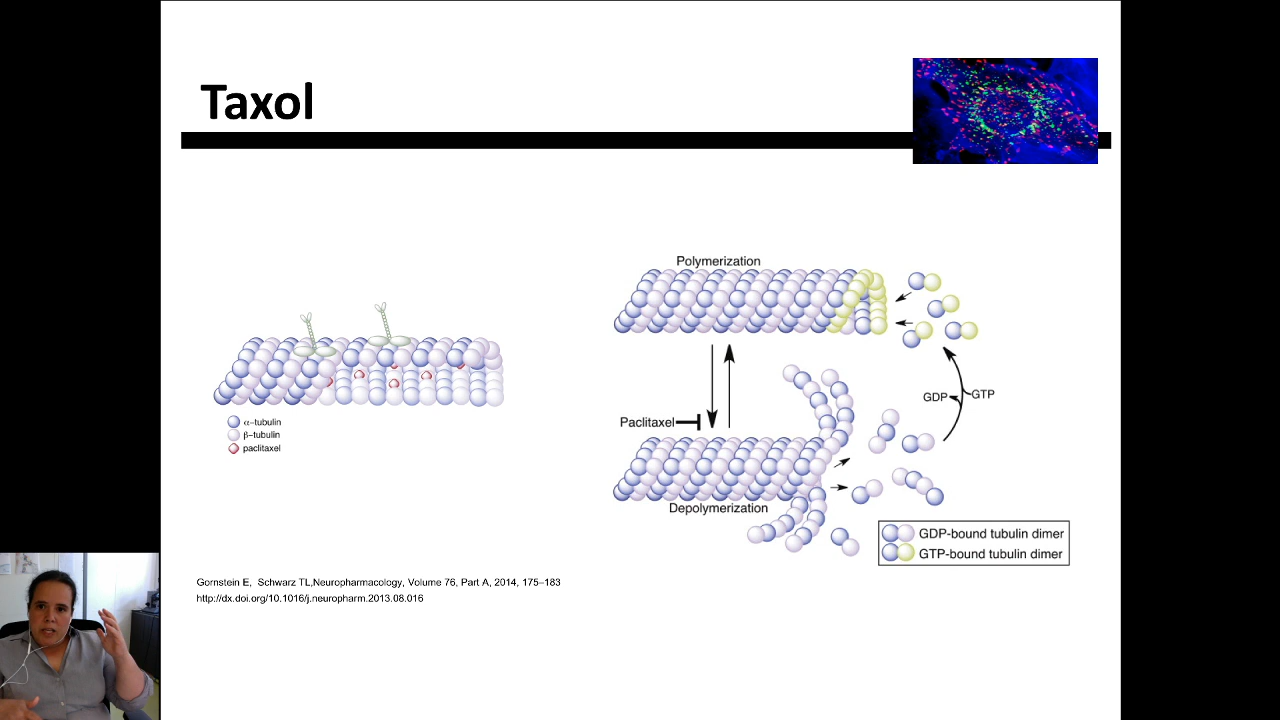 Taxol
α-tubulin
β-tubulin
paclitaxel
Polymerization
GDP
GTP
Paclitaxel
Depolymerization
GDP-bound tubulin dimer
GTP-bound tubulin dimer
Gornstein E, Schwarz TL,Neuropharmacology, Volume 76, Part A, 2014, 175–183
http://dx.doi.org/10.1016/j.neuropharm.2013.08.016